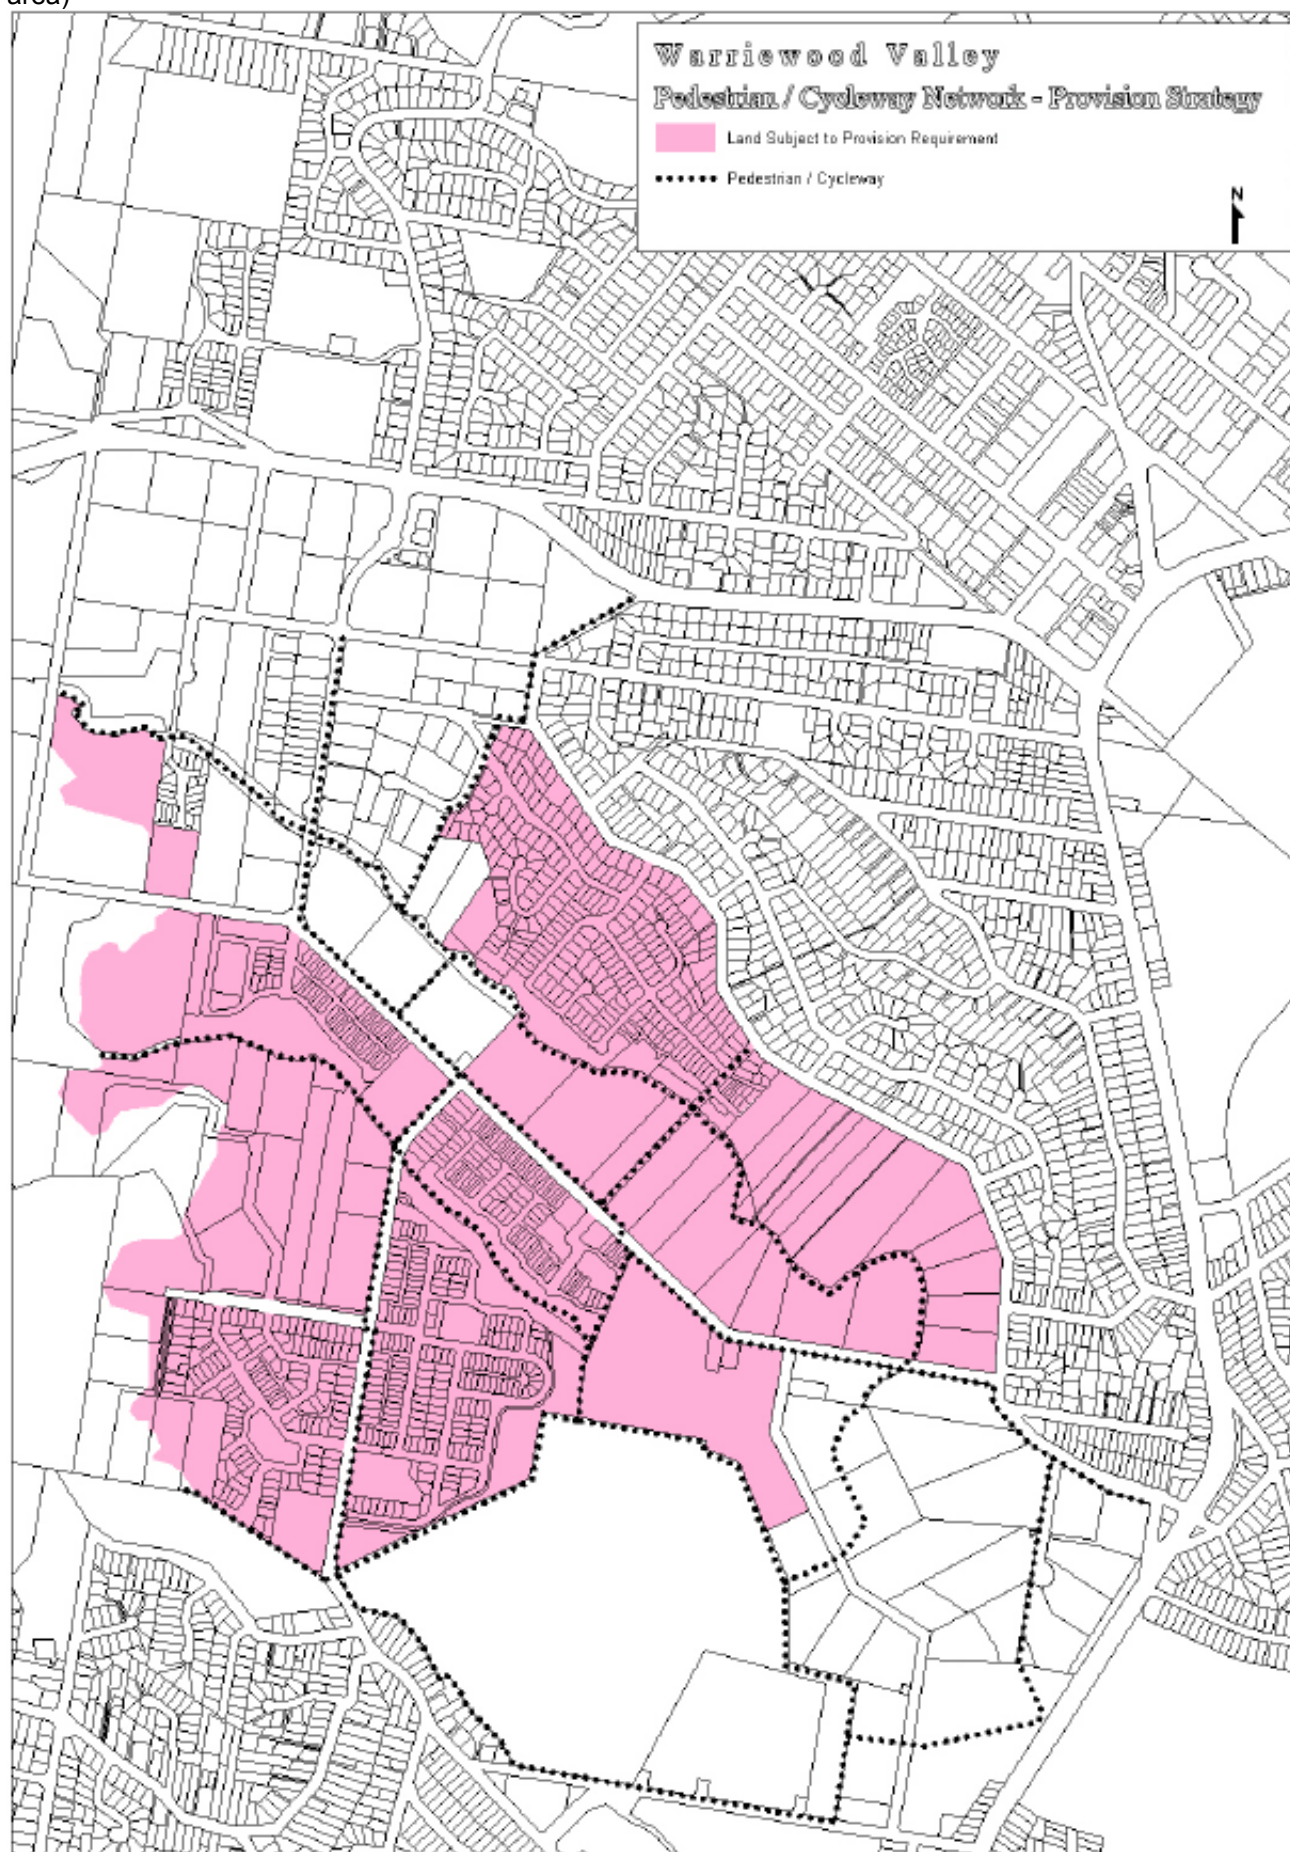 area)
Warriewood Valley
Pedestrian / Cycleway Network - Provision Strategy
Land Subject to Provision Requirement
Pedestrian / Cycleway
N